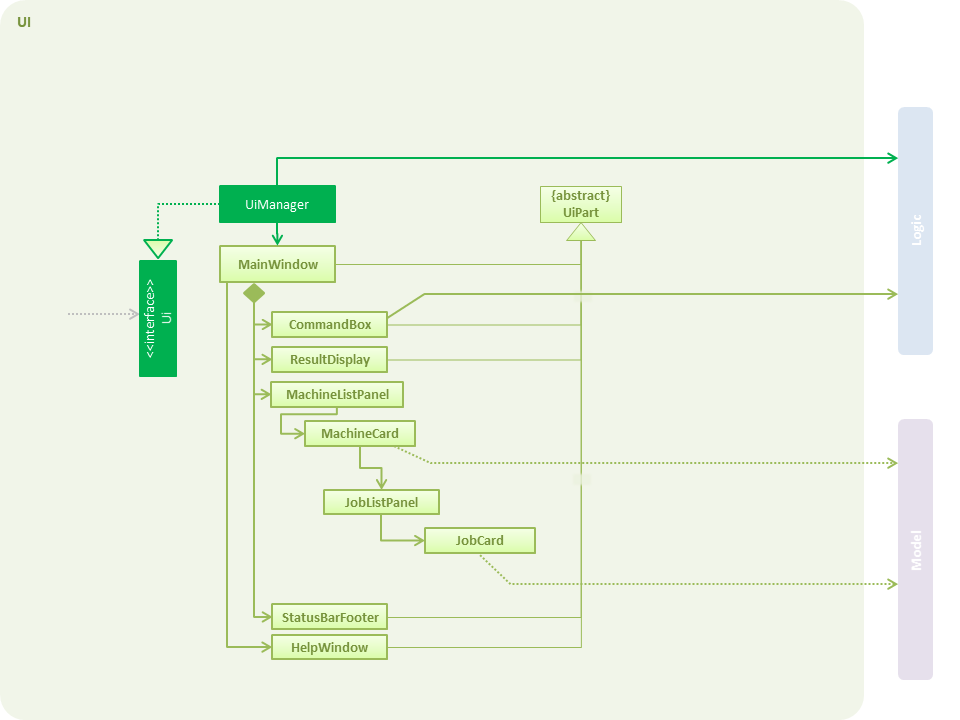 UI
UiManager
{abstract}
UiPart
Logic
MainWindow
<<interface>>
Ui
CommandBox
ResultDisplay
MachineListPanel
MachineCard
JobListPanel
JobCard
Model
StatusBarFooter
HelpWindow